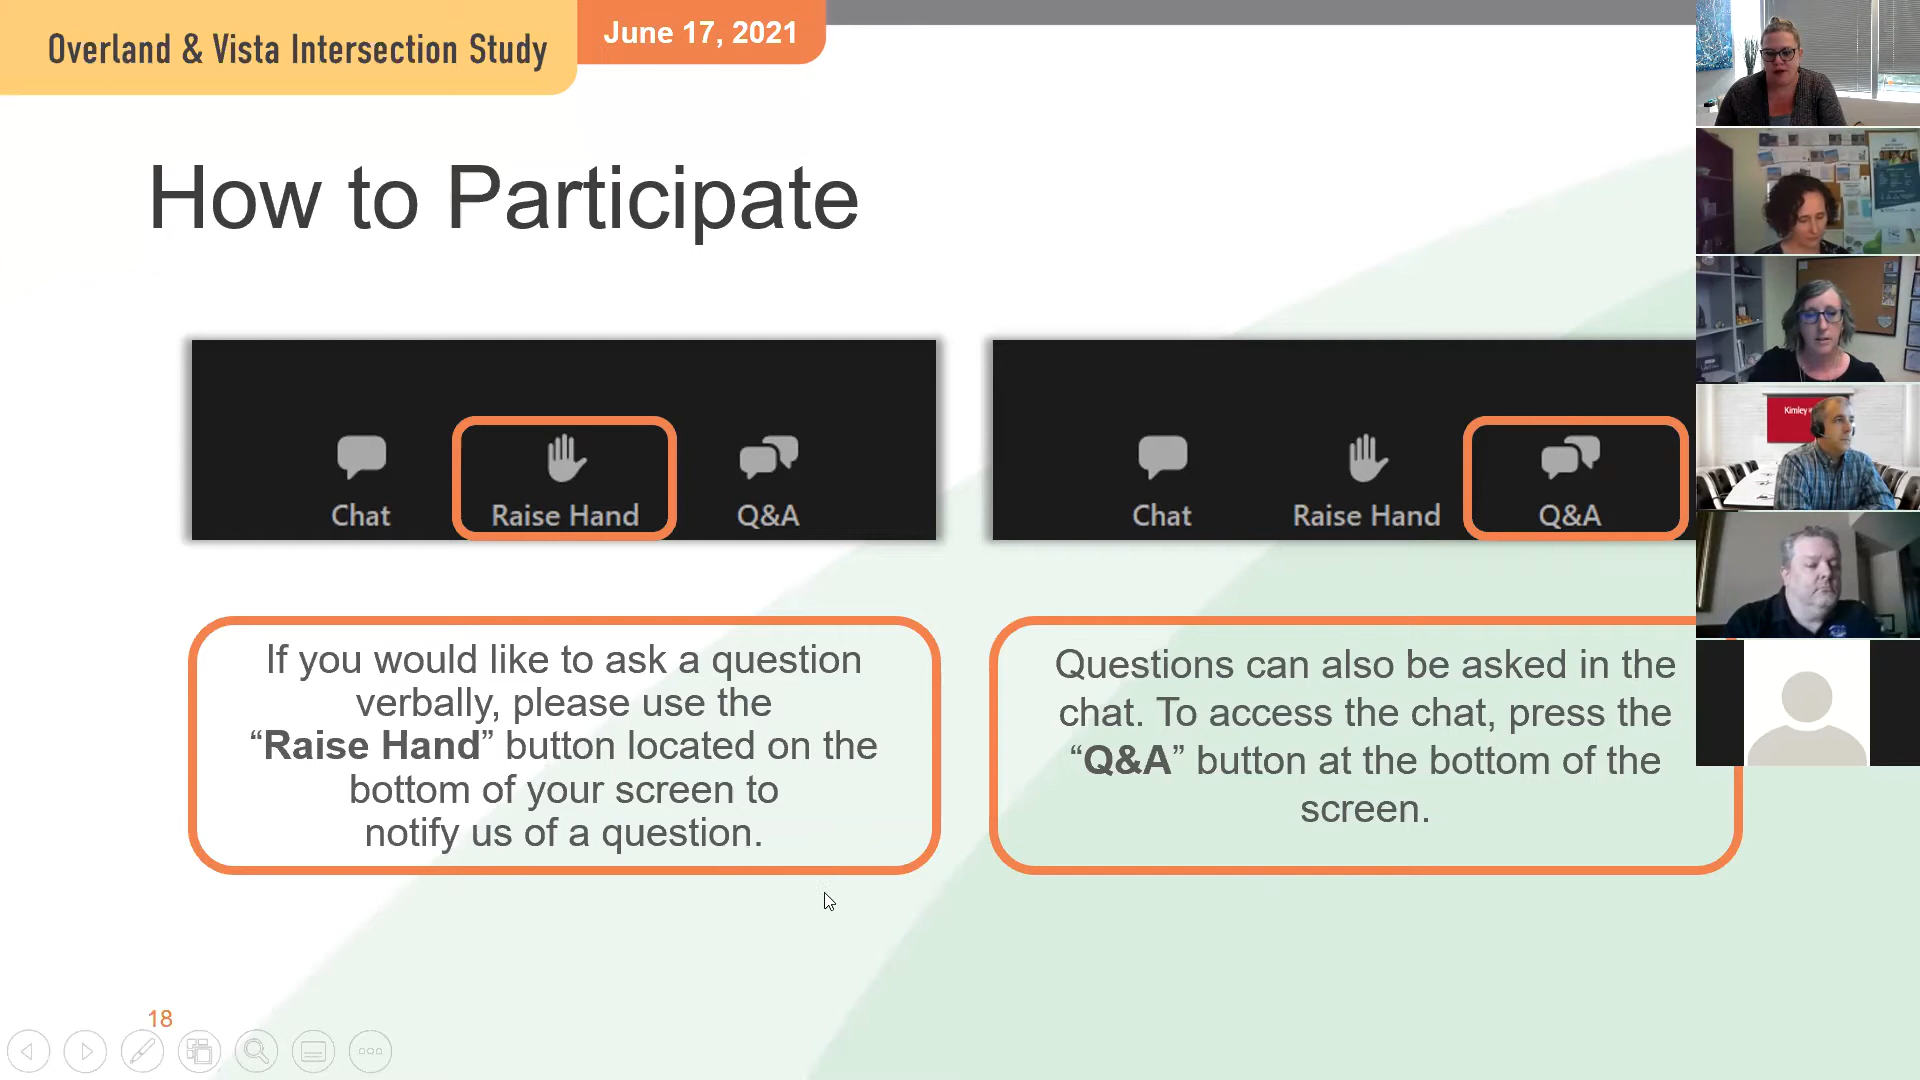 Overland & Vista Intersection Study
June 17, 2021
How to Participate
Chat
Raise Hand
Q&A
Chat
Raise Hand
Q&A
If you would like to ask a question
verbally, please use the
“Raise Hand” button located on the
bottom of your screen to
notify us of a question.
Questions can also be asked in the
chat. To access the chat, press the
“Q&A” button at the bottom of the
screen.
Kimley
18